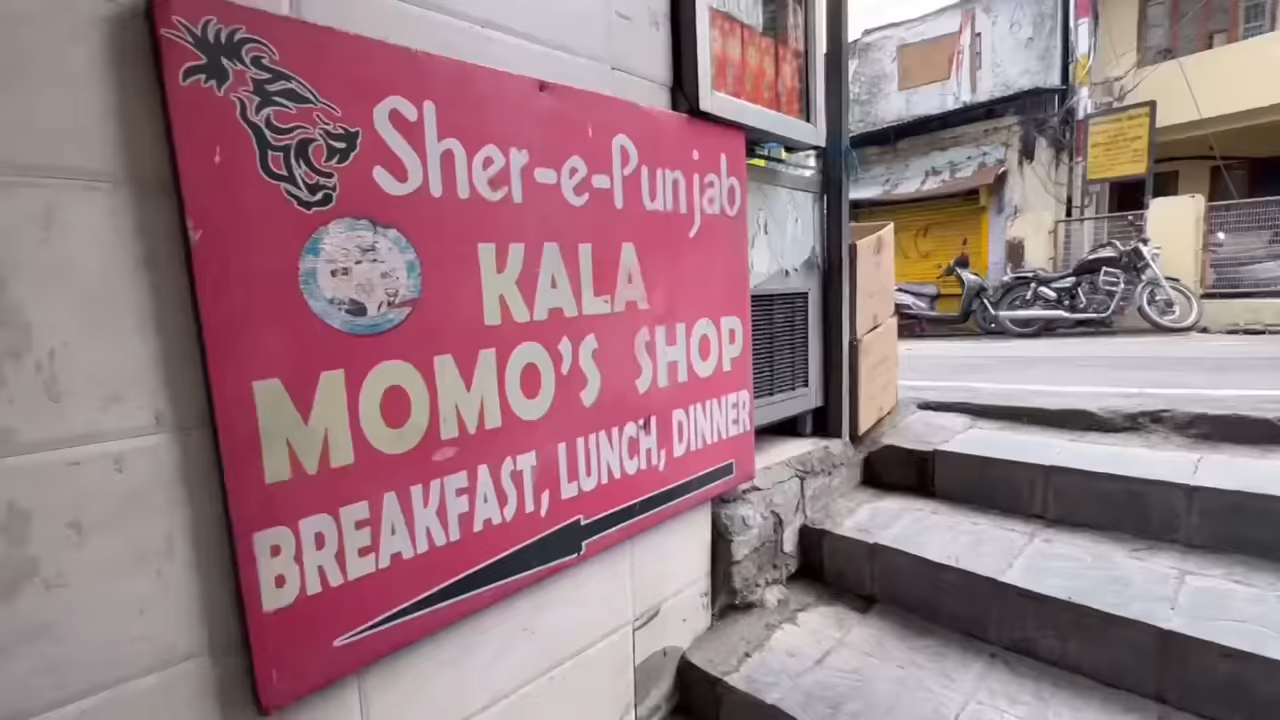 Sher-e-Punjab
KALA
MOMO'S SHOP
BREAKFAST, LUNCH, DINNER